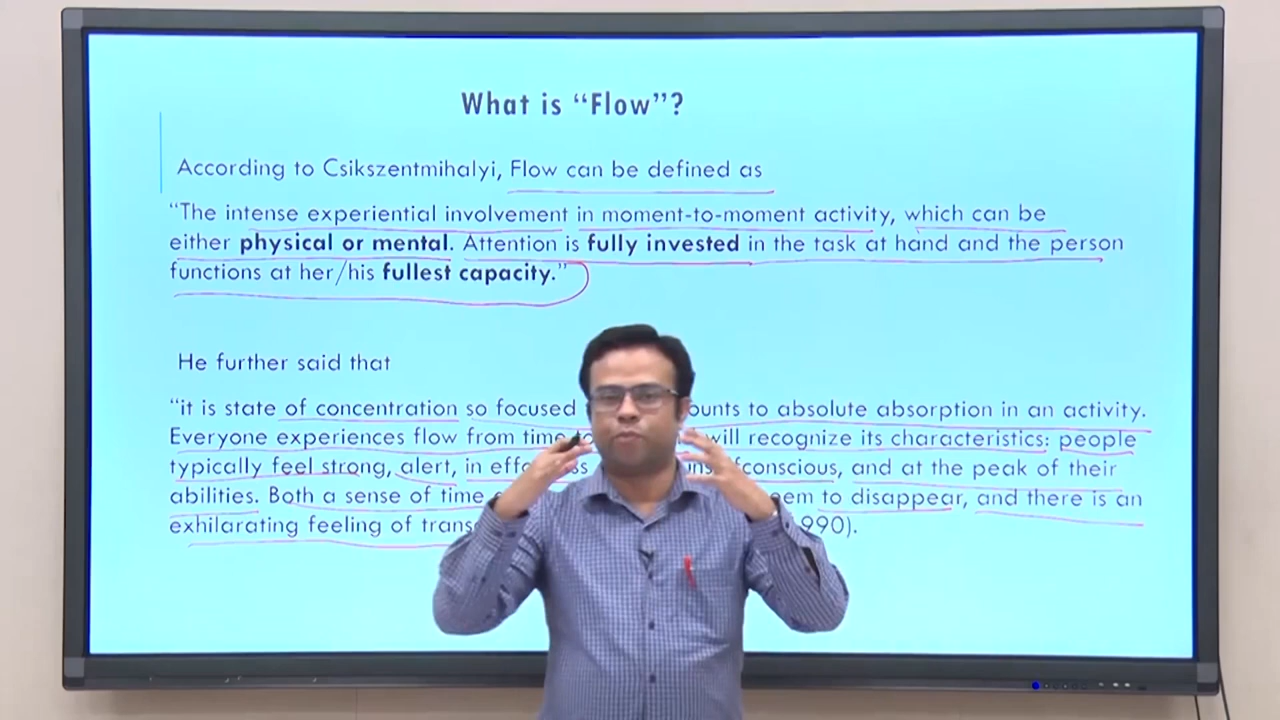 What is “Flow”?
According to Csikszentmihalyi, Flow can be defined as
“The intense experiential involvement in moment-to-moment activity, which can be
either physical or mental. Attention is fully invested in the task at hand and the person
functions at her/his fullest capacity.”
He further said that
“it is state of concentration so focused ounts to absolute absorption in an activity.
Everyone experiences flow from time will recognize its characteristics: people
typically feel strong, alert, in effo ss uns fconscious, and at the peak of their
abilities. Both a sense of time em to disappear, and there is an
exhilarating feeling of trans 990).